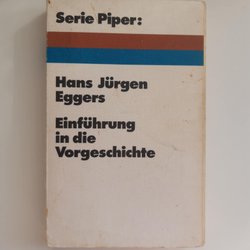 Serie Piper:
Hans Jürgen
Eggers
Einführung
in die
Vorgeschichte